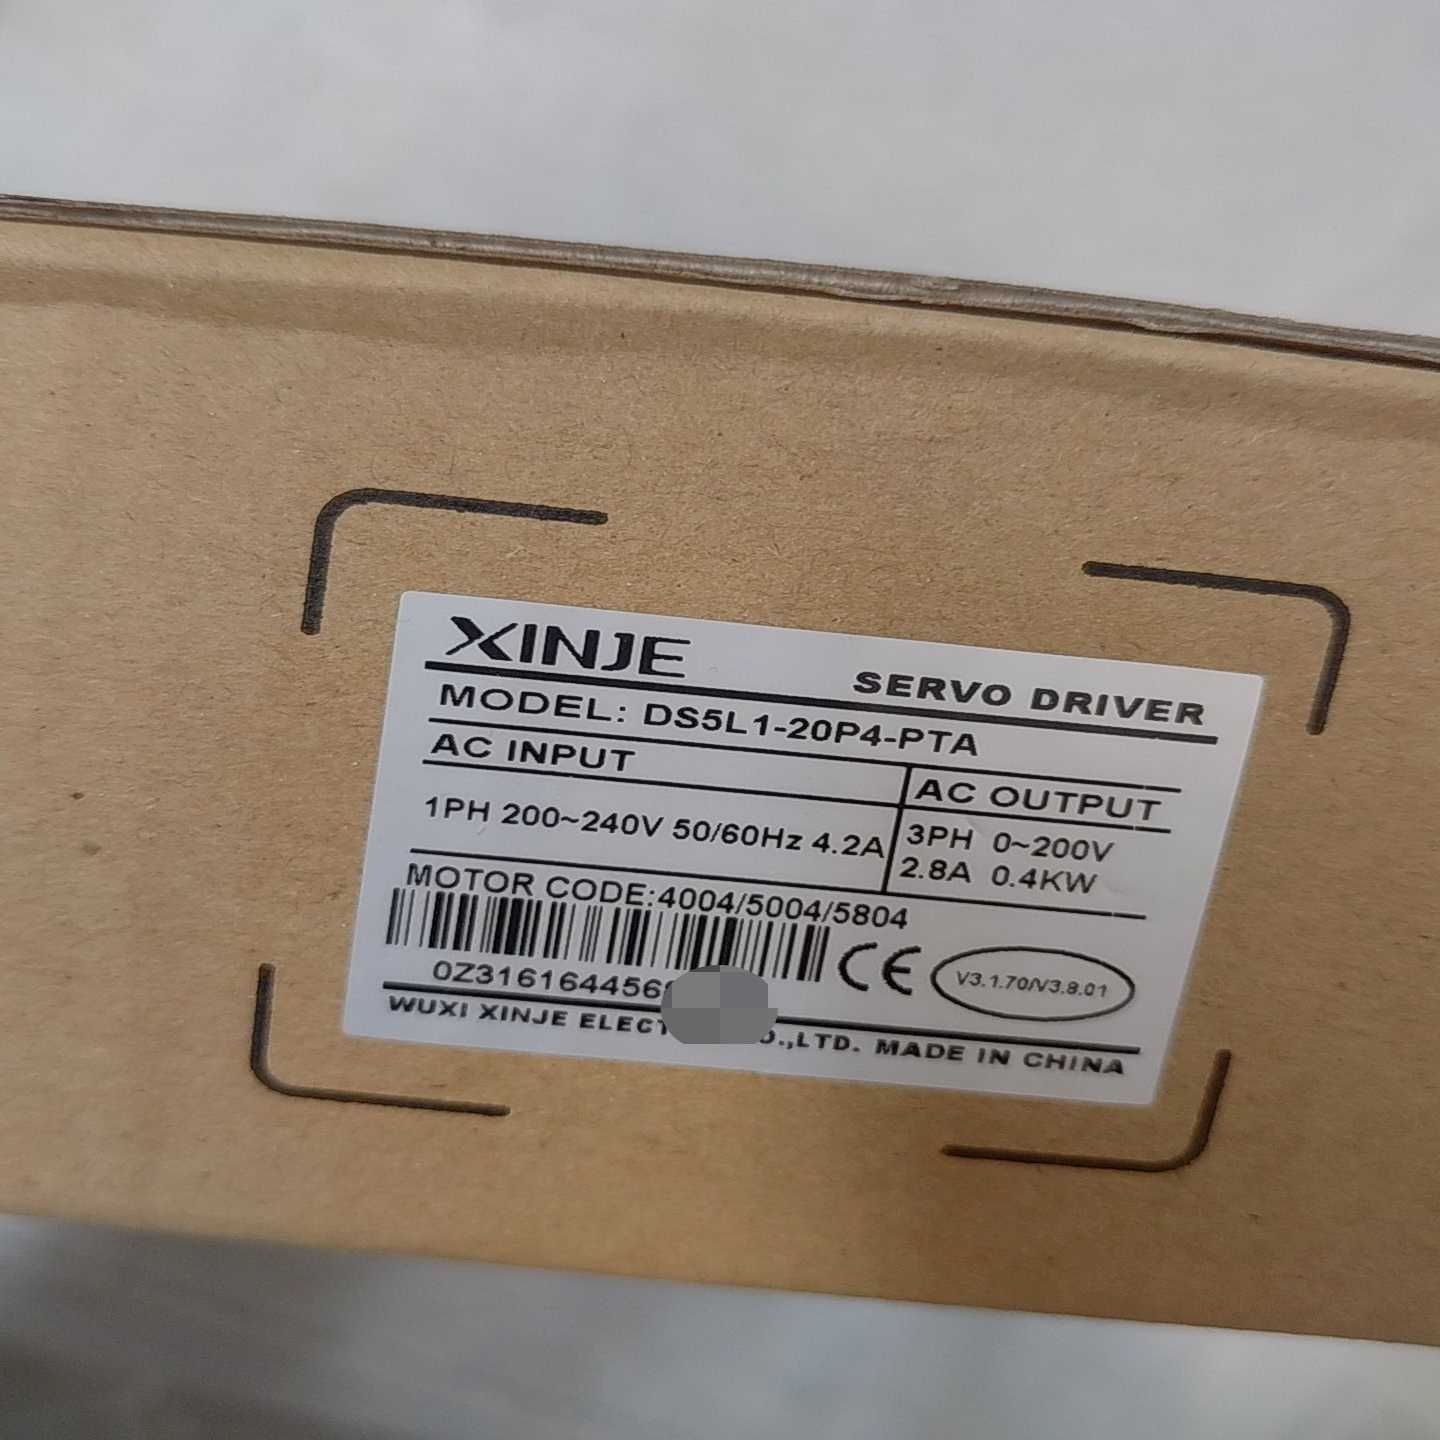 XINJE
SERVO DRIVER
MODEL: DS5L1-20P4-PTA
AC INPUT
AC OUTPUT
1PH 200~240V 50/60Hz 4.2A
3PH 0~200V
2.8A 0.4KW
MOTOR CODE:4004/5004/5804
CE
V3.1.70/V3.8.01
WUXI XINJE LTD. MADE IN CHINA